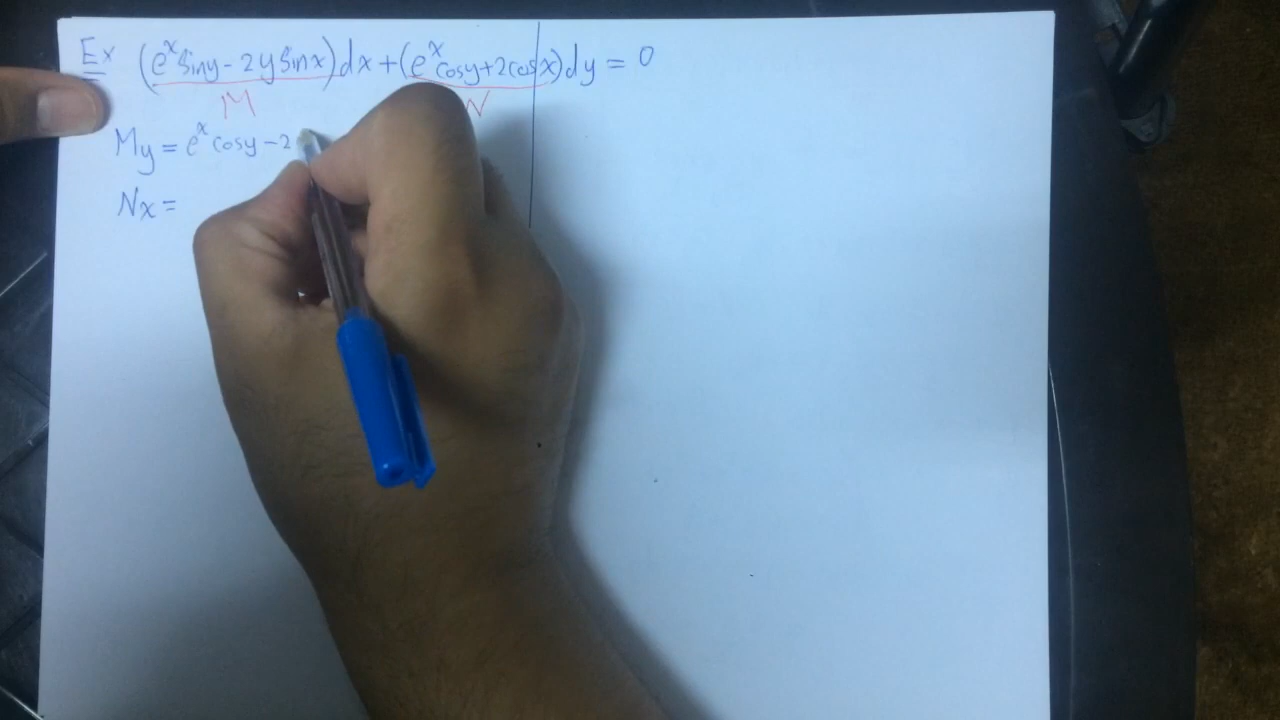 Ex (e^x siny - 2y sinx)dx + (e^x cosy + 2cosx)dy = 0
M N
My = e^x cosy - 2
Nx =